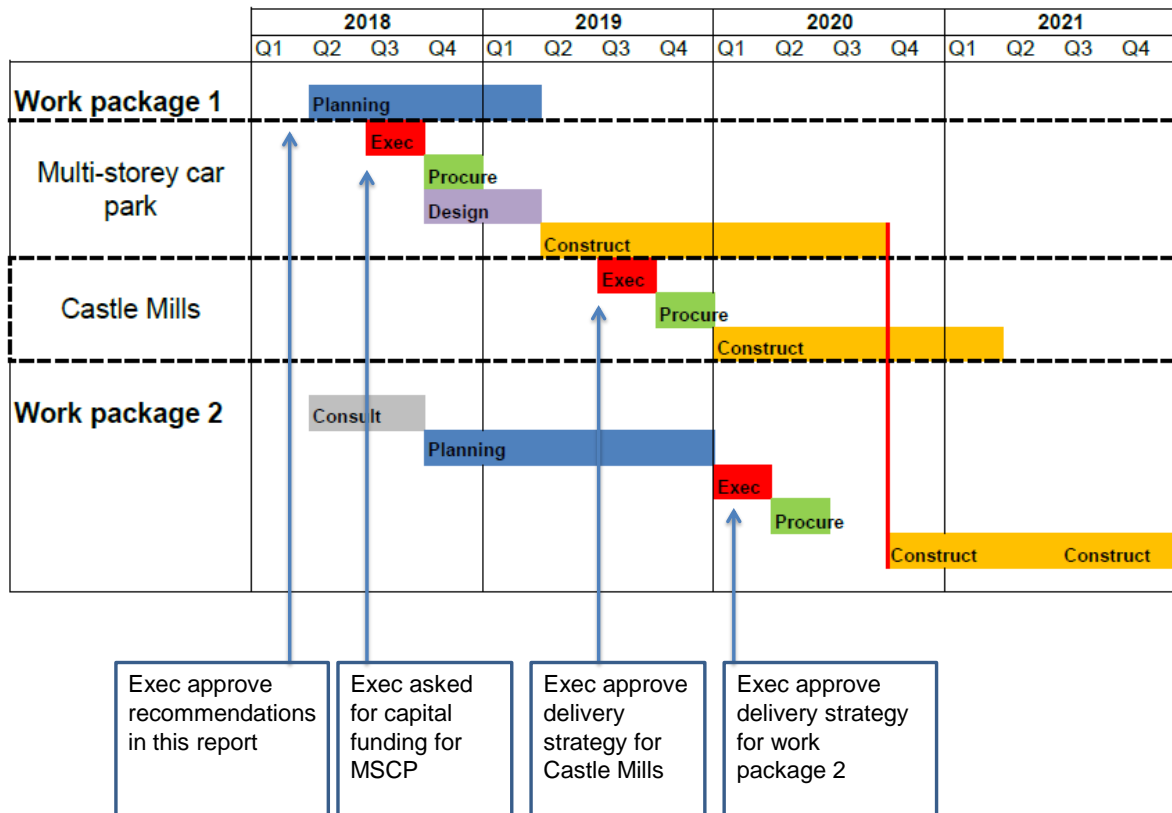 2018 2019 2020 2021
Q1 Q2 Q3 Q4 Q1 Q2 Q3 Q4 Q1 Q2 Q3 Q4 Q1 Q2 Q3 Q4
Work package 1 Planning
Exec
Multi-storey car
park
Procure
Design
Construct
Exec
Castle Mills
Procure
Construct
Work package 2 Consult
Planning
Exec
Procure
Construct Construct
Exec approve
recommendations
in this report
Exec asked
for capital
funding for
MSCP
Exec approve
delivery
strategy for
Castle Mills
Exec approve
delivery strategy
for work
package 2